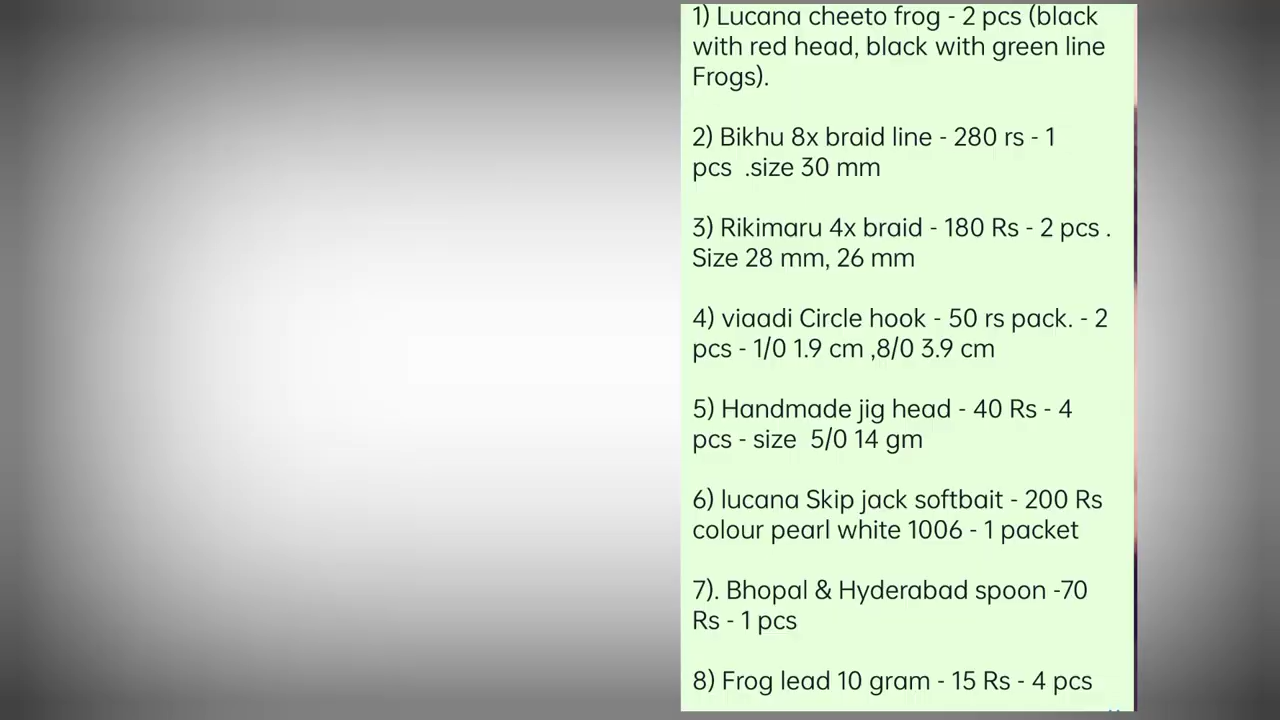 1) Lucana cheeto frog - 2 pcs (black
with red head, black with green line
Frogs).
2) Bikhu 8x braid line - 280 rs - 1
pcs  .size 30 mm
3) Rikimaru 4x braid - 180 Rs - 2 pcs .
Size 28 mm, 26 mm
4) viaadi Circle hook - 50 rs pack. - 2
pcs - 1/0 1.9 cm ,8/0 3.9 cm
5) Handmade jig head - 40 Rs - 4
pcs - size  5/0 14 gm
6) lucana Skip jack softbait - 200 Rs
colour pearl white 1006 - 1 packet
7). Bhopal & Hyderabad spoon -70
Rs - 1 pcs
8) Frog lead 10 gram - 15 Rs - 4 pcs